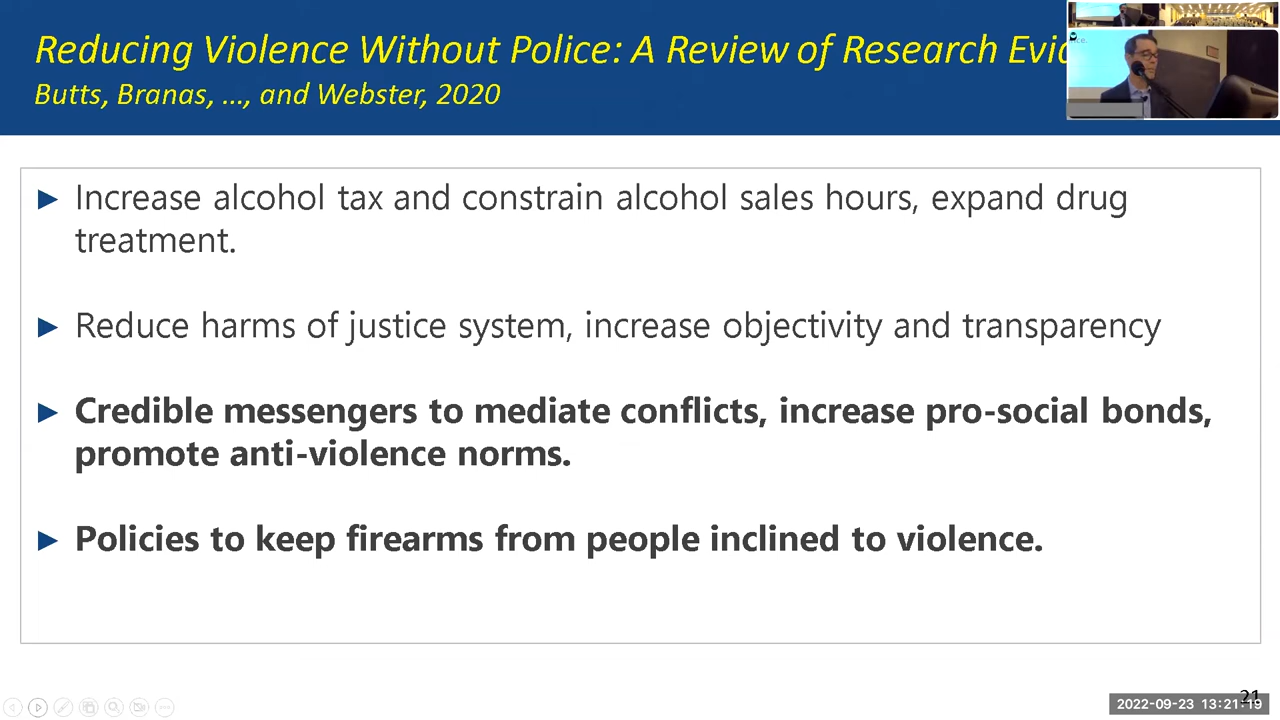 Reducing Violence Without Police: A Review of Research Evi
Butts, Branas, ..., and Webster, 2020
► Increase alcohol tax and constrain alcohol sales hours, expand drug
treatment.
► Reduce harms of justice system, increase objectivity and transparency
► Credible messengers to mediate conflicts, increase pro-social bonds,
promote anti-violence norms.
► Policies to keep firearms from people inclined to violence.
21
2022-09-23 13:21:19